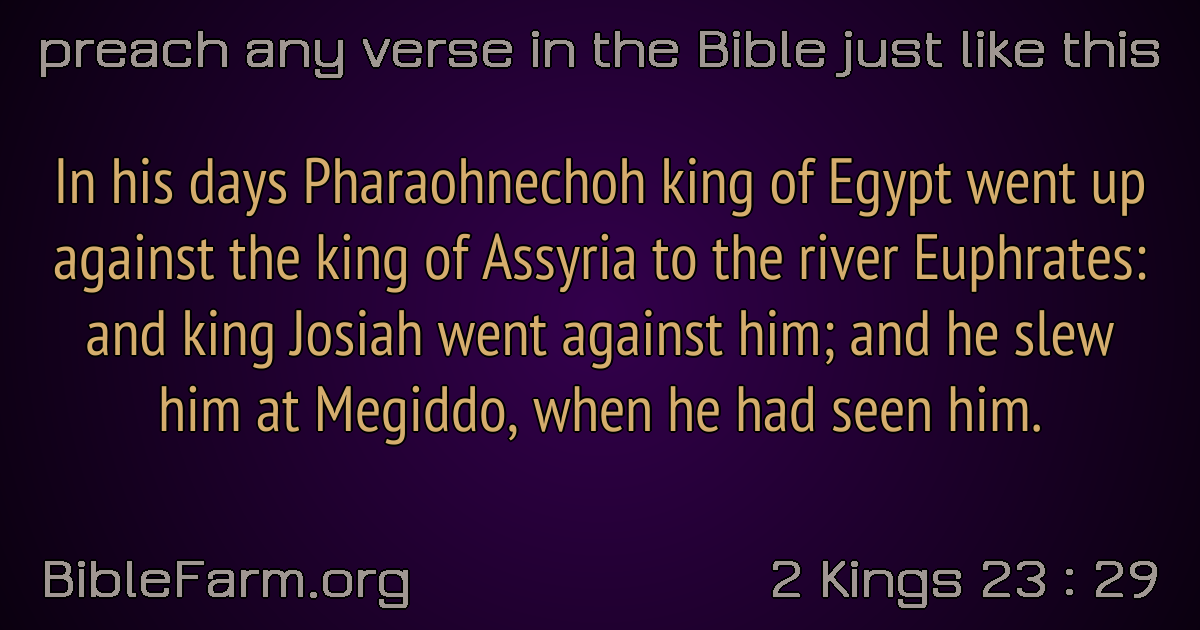 preach any verse in the Bible just like this
In his days Pharaohnechoh king of Egypt went up
against the king of Assyria to the river Euphrates:
and king Josiah went against him; and he slew
him at Megiddo, when he had seen him.
BibleFarm.org
2 Kings 23 : 29